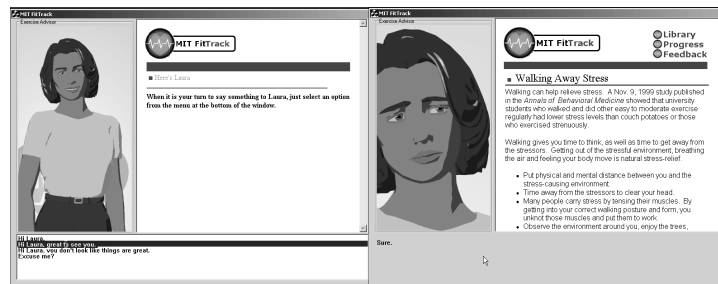 MIT FitTrack
Exercise Advisor
MIT FitTrack
Here's Laura
When it is your turn to say something to Laura, just select an option
from the menu at the bottom of the window.
Hi Laura.
Hi Laura, great to see you.
Hi Laura, you don't look like things are great.
Excuse me?
MIT FitTrack
Exercise Advisor
MIT FitTrack
Library
Progress
Feedback
Walking Away Stress
Walking can help relieve stress. A Nov. 9, 1999 study published
in the Annals of Behavioral Medicine showed that university
students who walked and did other easy to moderate exercise
regularly had lower stress levels than couch potatoes or those
who exercised strenuously.
Walking gives you time to think, as well as time to get away from
the stressors. Getting out of the stressful environment, breathing
the air and feeling your body move is natural stress-relief.
Put physical and mental distance between you and the
stress-causing environment.
Time away from the stressors to clear your head.
Many people carry stress by tensing their muscles. By
getting into your correct walking posture and form, you
unknot those muscles and put them to work.
Observe the environment around you, enjoy the trees,
Sure.